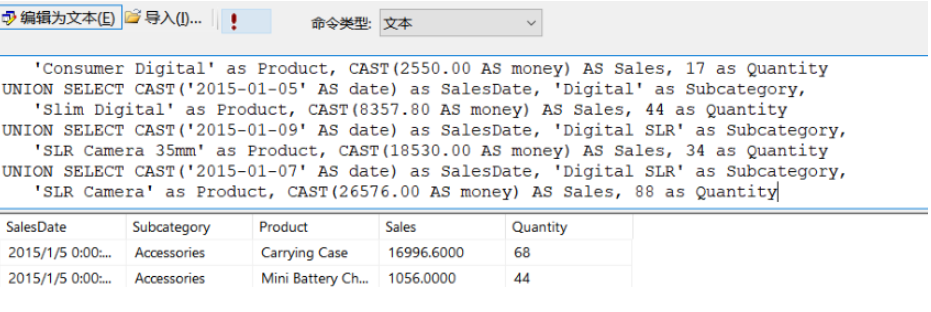 编辑为文本(E) 导入(I)... ! 命令类型: 文本
'Consumer Digital' as Product, CAST(2550.00 AS money) AS Sales, 17 as Quantity
UNION SELECT CAST('2015-01-05' AS date) as SalesDate, 'Digital' as Subcategory,
'Slim Digital' as Product, CAST(8357.80 AS money) AS Sales, 44 as Quantity
UNION SELECT CAST('2015-01-09' AS date) as SalesDate, 'Digital SLR' as Subcategory,
'SLR Camera 35mm' as Product, CAST(18530.00 AS money) AS Sales, 34 as Quantity
UNION SELECT CAST('2015-01-07' AS date) as SalesDate, 'Digital SLR' as Subcategory,
'SLR Camera' as Product, CAST(26576.00 AS money) AS Sales, 88 as Quantity
SalesDate Subcategory Product Sales Quantity
2015/1/5 0:00:... Accessories Carrying Case 16996.6000 68
2015/1/5 0:00:... Accessories Mini Battery Ch... 1056.0000 44